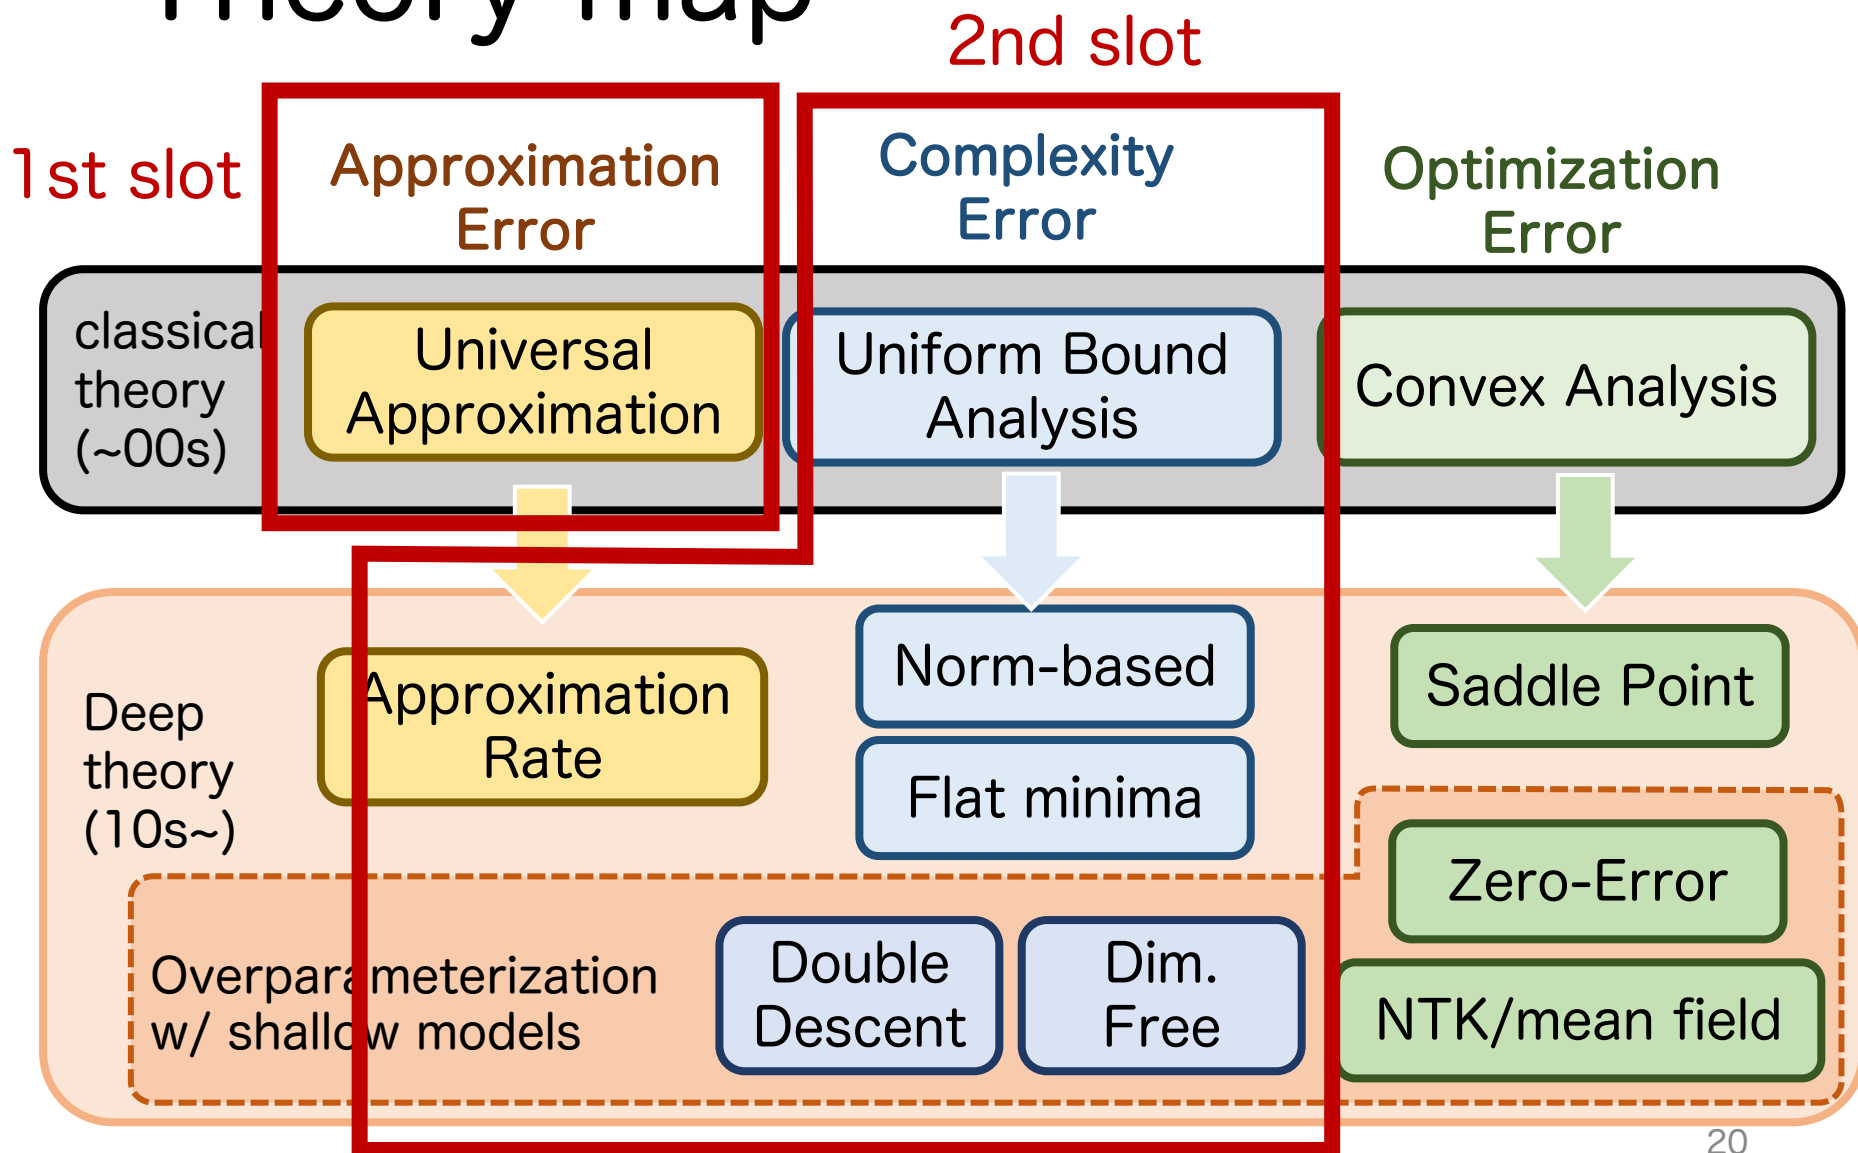 Theory map
2nd slot
1st slot
Approximation
Error
Complexity
Error
Optimization
Error
classical
theory
(~00s)
Universal
Approximation
Uniform Bound
Analysis
Convex Analysis
Deep
theory
(10s~)
Approximation
Rate
Norm-based
Flat minima
Saddle Point
Zero-Error
Overparameterization
w/ shallow models
Double
Descent
Dim.
Free
NTK/mean field
20